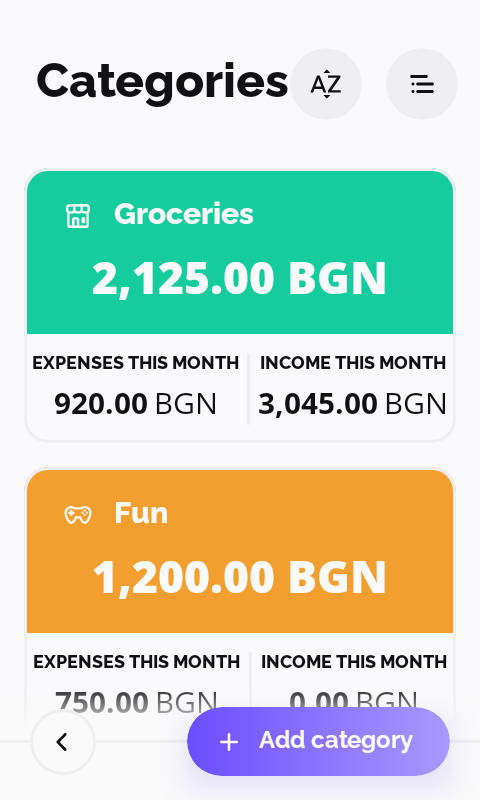 Categories AZ
Groceries
2,125.00 BGN
EXPENSES THIS MONTH INCOME THIS MONTH
920.00 BGN 3,045.00 BGN
Fun
1,200.00 BGN
EXPENSES THIS MONTH INCOME THIS MONTH
750.00 BGN 0.00 BGN
Add category